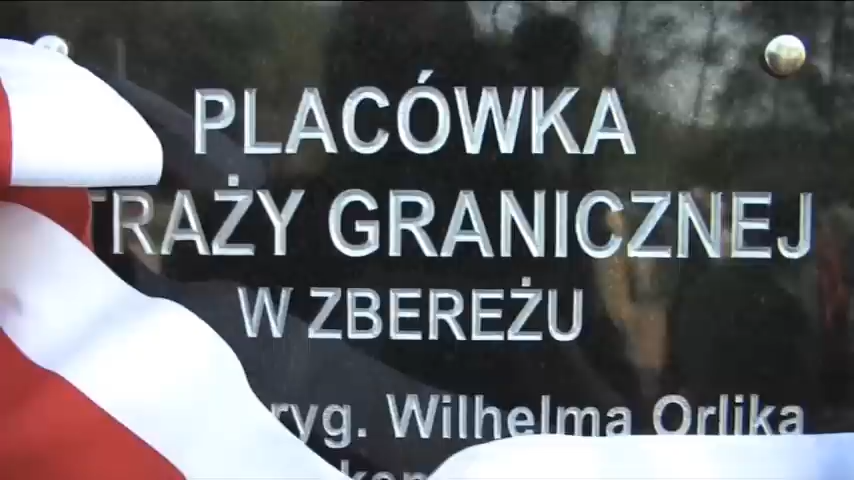 PLACÓWKA
TRAŻY GRANICZNEJ
W ZBEREŻU
ryg. Wilhelma Orlika